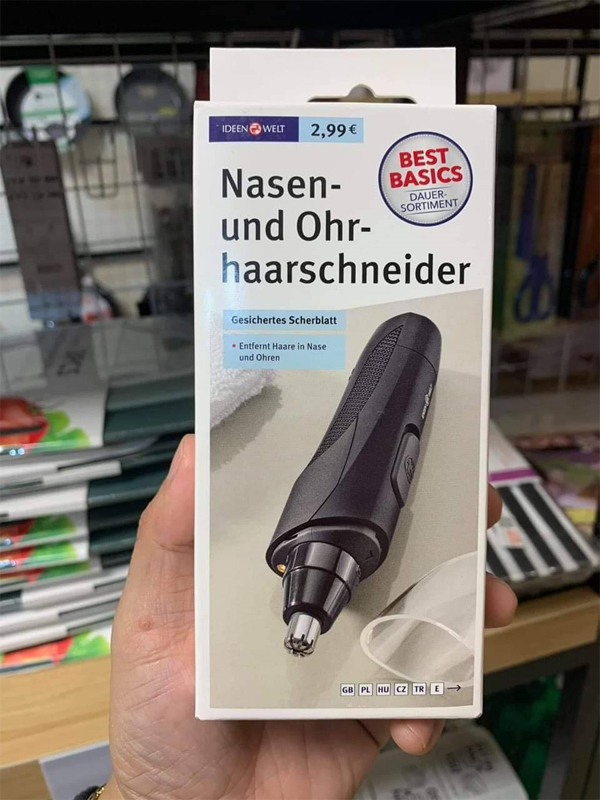 IDEEN WELT
2,99 €
BEST
BASICS
DAUER-
SORTIMENT
Nasen-
und Ohr-
haarschneider
Gesichertes Scherblatt
• Entfernt Haare in Nase
und Ohren
GB PL HU CZ TR E →